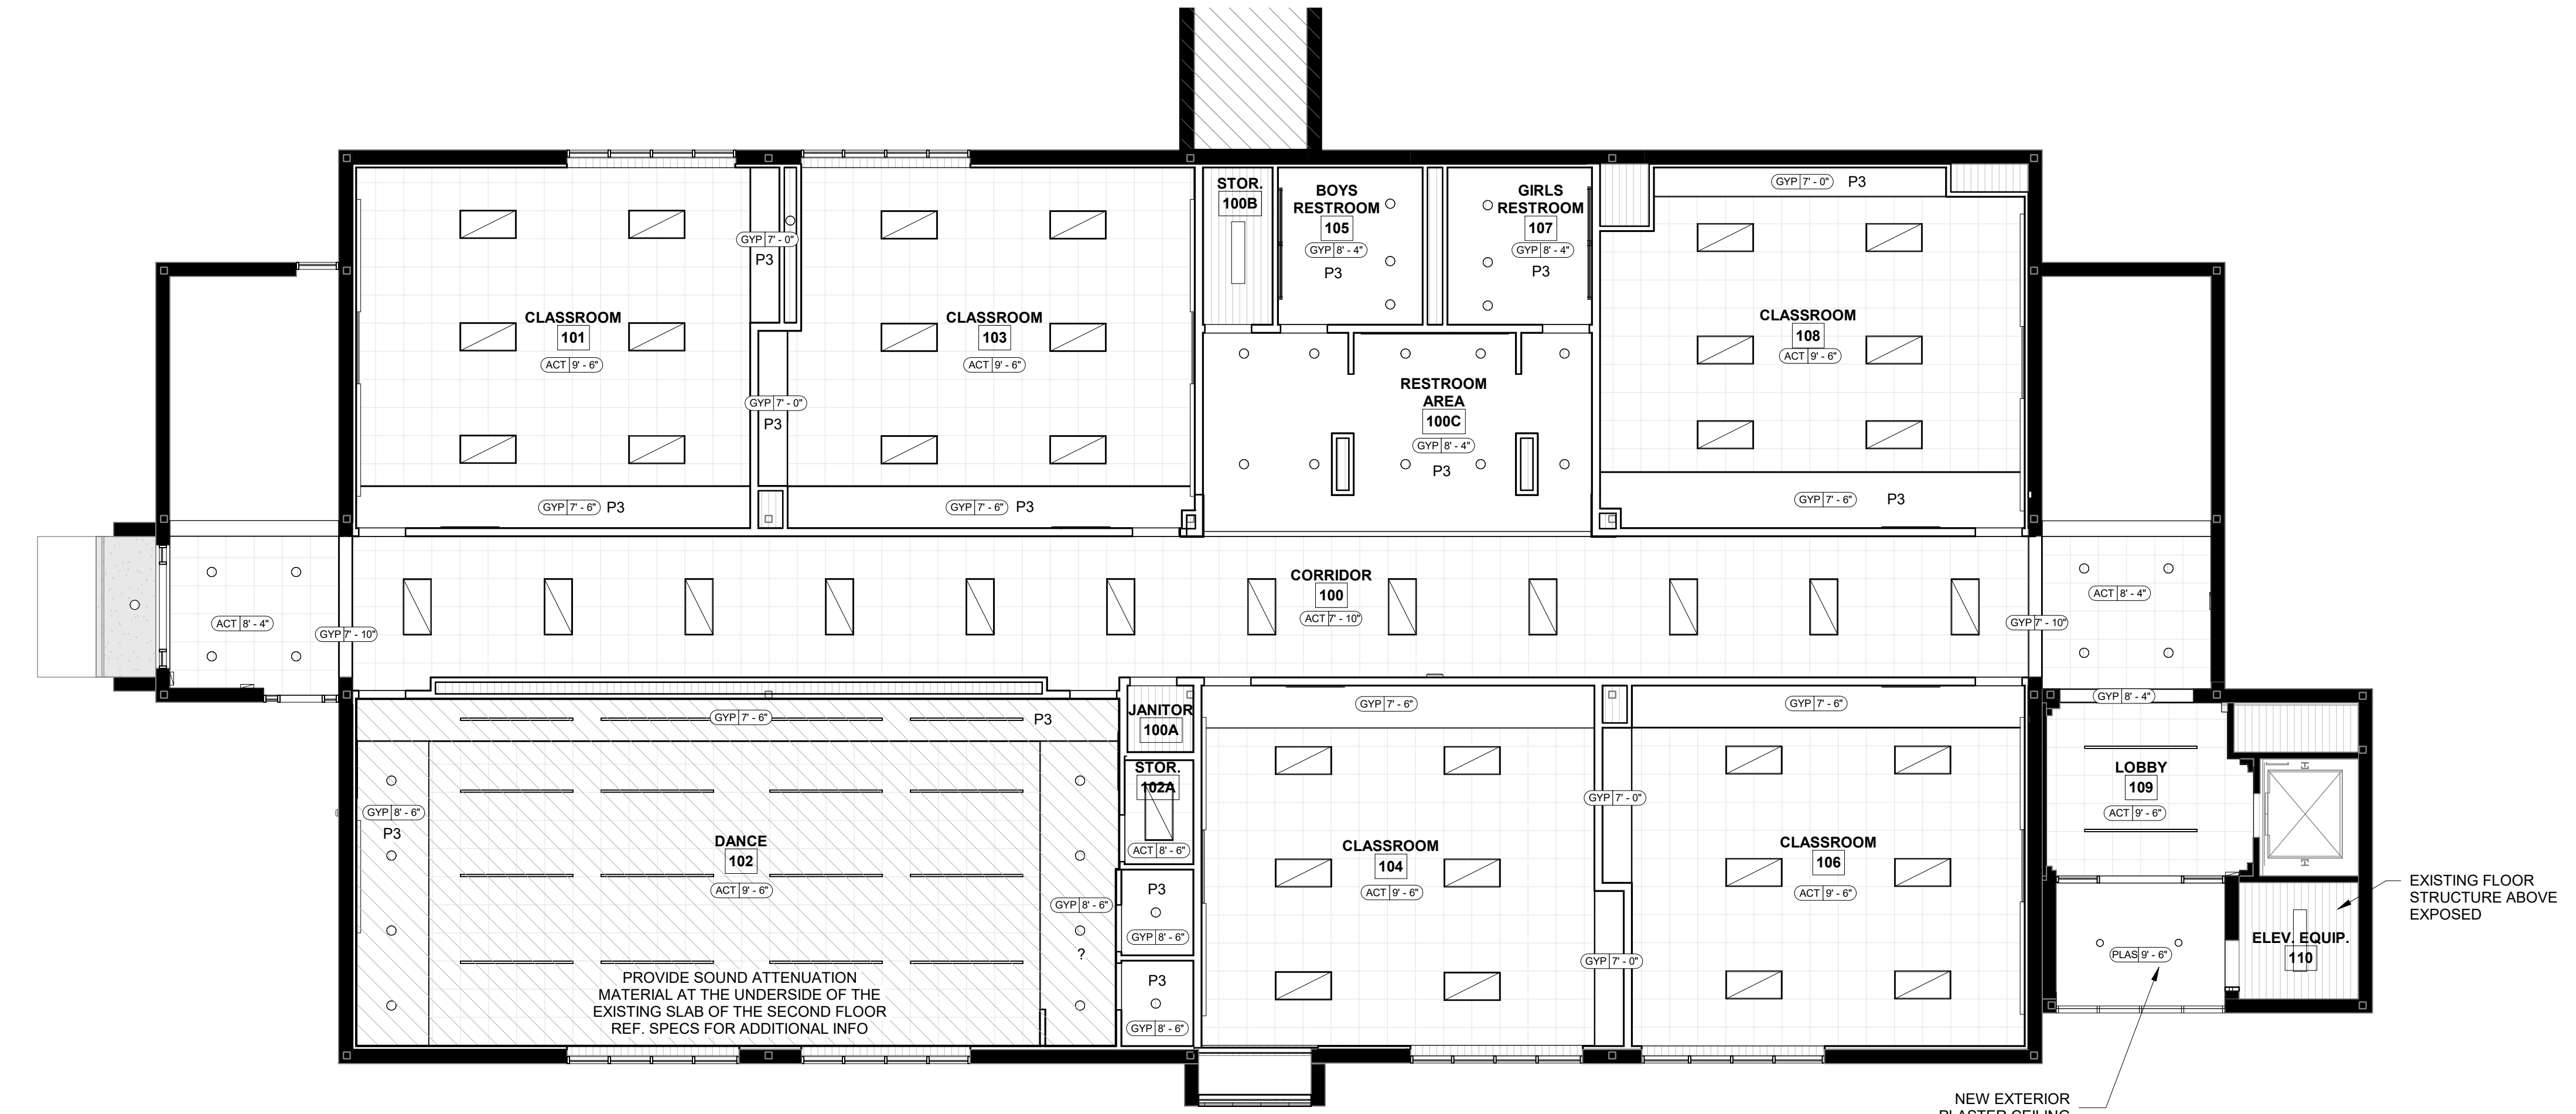 STOR.
100B
BOYS
RESTROOM
105
GYP 8' - 4"
P3
GIRLS
RESTROOM
107
GYP 8' - 4"
P3
GYP 7' - 0" P3
GYP 7' - 0"
P3
CLASSROOM
101
ACT 9' - 6"
CLASSROOM
103
ACT 9' - 6"
CLASSROOM
108
ACT 9' - 6"
GYP 7' - 0"
P3
RESTROOM
AREA
100C
GYP 8' - 4"
P3
GYP 7' - 6" P3
GYP 7' - 6" P3
GYP 7' - 6" P3
CORRIDOR
100
ACT 7' - 10"
ACT 8' - 4"
GYP 7' - 10"
ACT 8' - 4"
GYP 7' - 10"
GYP 8' - 4"
GYP 7' - 6" P3
JANITOR
100A
GYP 7' - 6"
GYP 7' - 6"
STOR.
102A
ACT 8' - 6"
GYP 8' - 6"
P3
DANCE
102
ACT 9' - 6"
GYP 8' - 6"
?
P3
GYP 8' - 6"
P3
GYP 8' - 6"
PROVIDE SOUND ATTENUATION
MATERIAL AT THE UNDERSIDE OF THE
EXISTING SLAB OF THE SECOND FLOOR
REF. SPECS FOR ADDITIONAL INFO
GYP 7' - 0"
CLASSROOM
104
ACT 9' - 6"
CLASSROOM
106
ACT 9' - 6"
GYP 7' - 0"
LOBBY
109
ACT 9' - 6"
EXISTING FLOOR
STRUCTURE ABOVE
EXPOSED
ELEV. EQUIP.
110
PLAS 9' - 6"
NEW EXTERIOR
PLASTER CEILING